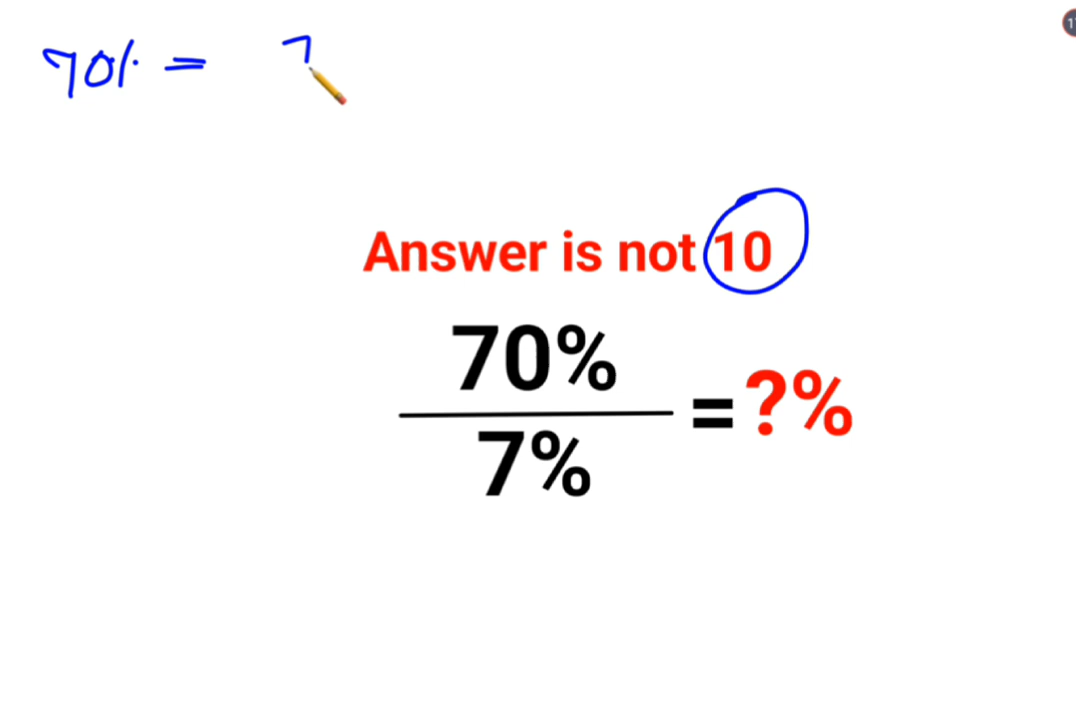 70% = 7
Answer is not 10
70%
7%
=?%